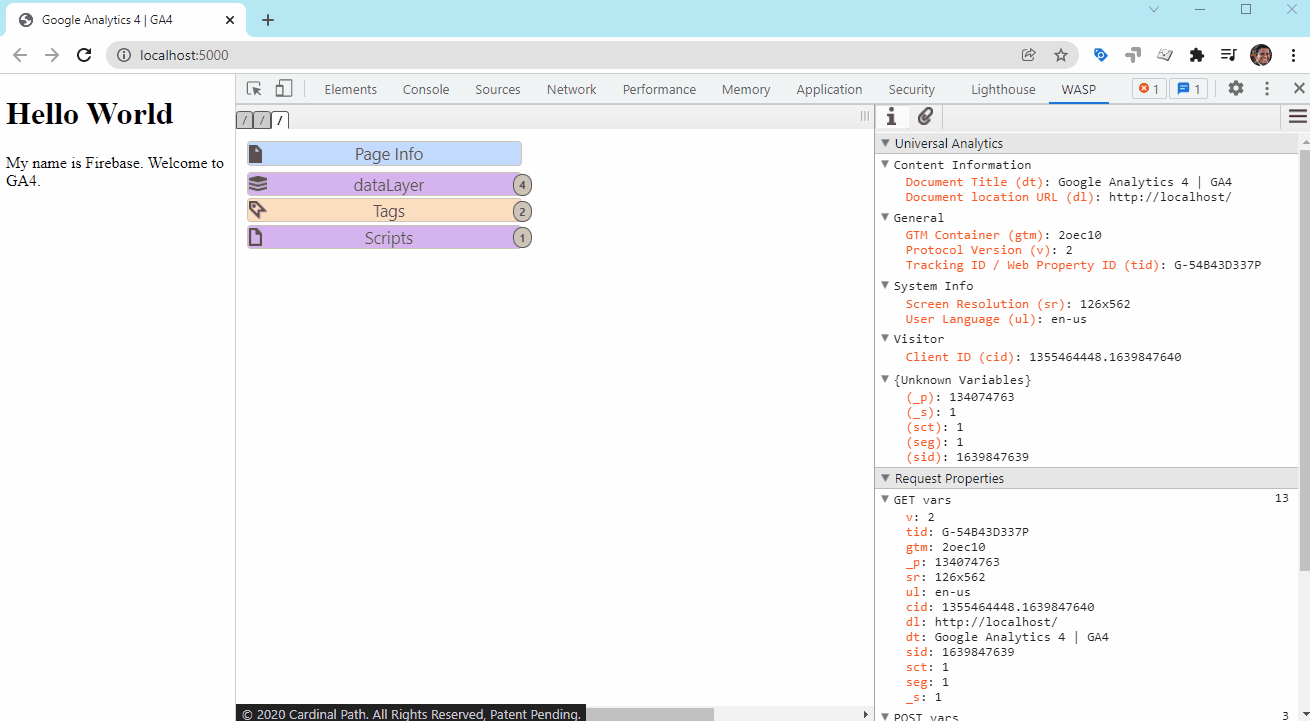 Google Analytics 4 | GA4
localhost:5000
Hello World
My name is Firebase. Welcome to
GA4.
Elements Console Sources Network Performance Memory Application Security Lighthouse WASP 1 1
/ / /
Page Info
dataLayer 4
Tags 2
Scripts 1
© 2020 Cardinal Path. All Rights Reserved, Patent Pending.
Universal Analytics
Content Information
Document Title (dt): Google Analytics 4 | GA4
Document location URL (dl): http://localhost/
General
GTM Container (gtm): 2oec10
Protocol Version (v): 2
Tracking ID / Web Property ID (tid): G-54B43D337P
System Info
Screen Resolution (sr): 126x562
User Language (ul): en-us
Visitor
Client ID (cid): 1355464448.1639847640
{Unknown Variables}
(_p): 134074763
(_s): 1
(sct): 1
(seg): 1
(sid): 1639847639
Request Properties
GET vars 13
v: 2
tid: G-54B43D337P
gtm: 2oec10
_p: 134074763
sr: 126x562
ul: en-us
cid: 1355464448.1639847640
dl: http://localhost/
dt: Google Analytics 4 | GA4
sid: 1639847639
sct: 1
seg: 1
_s: 1
POST vars 3